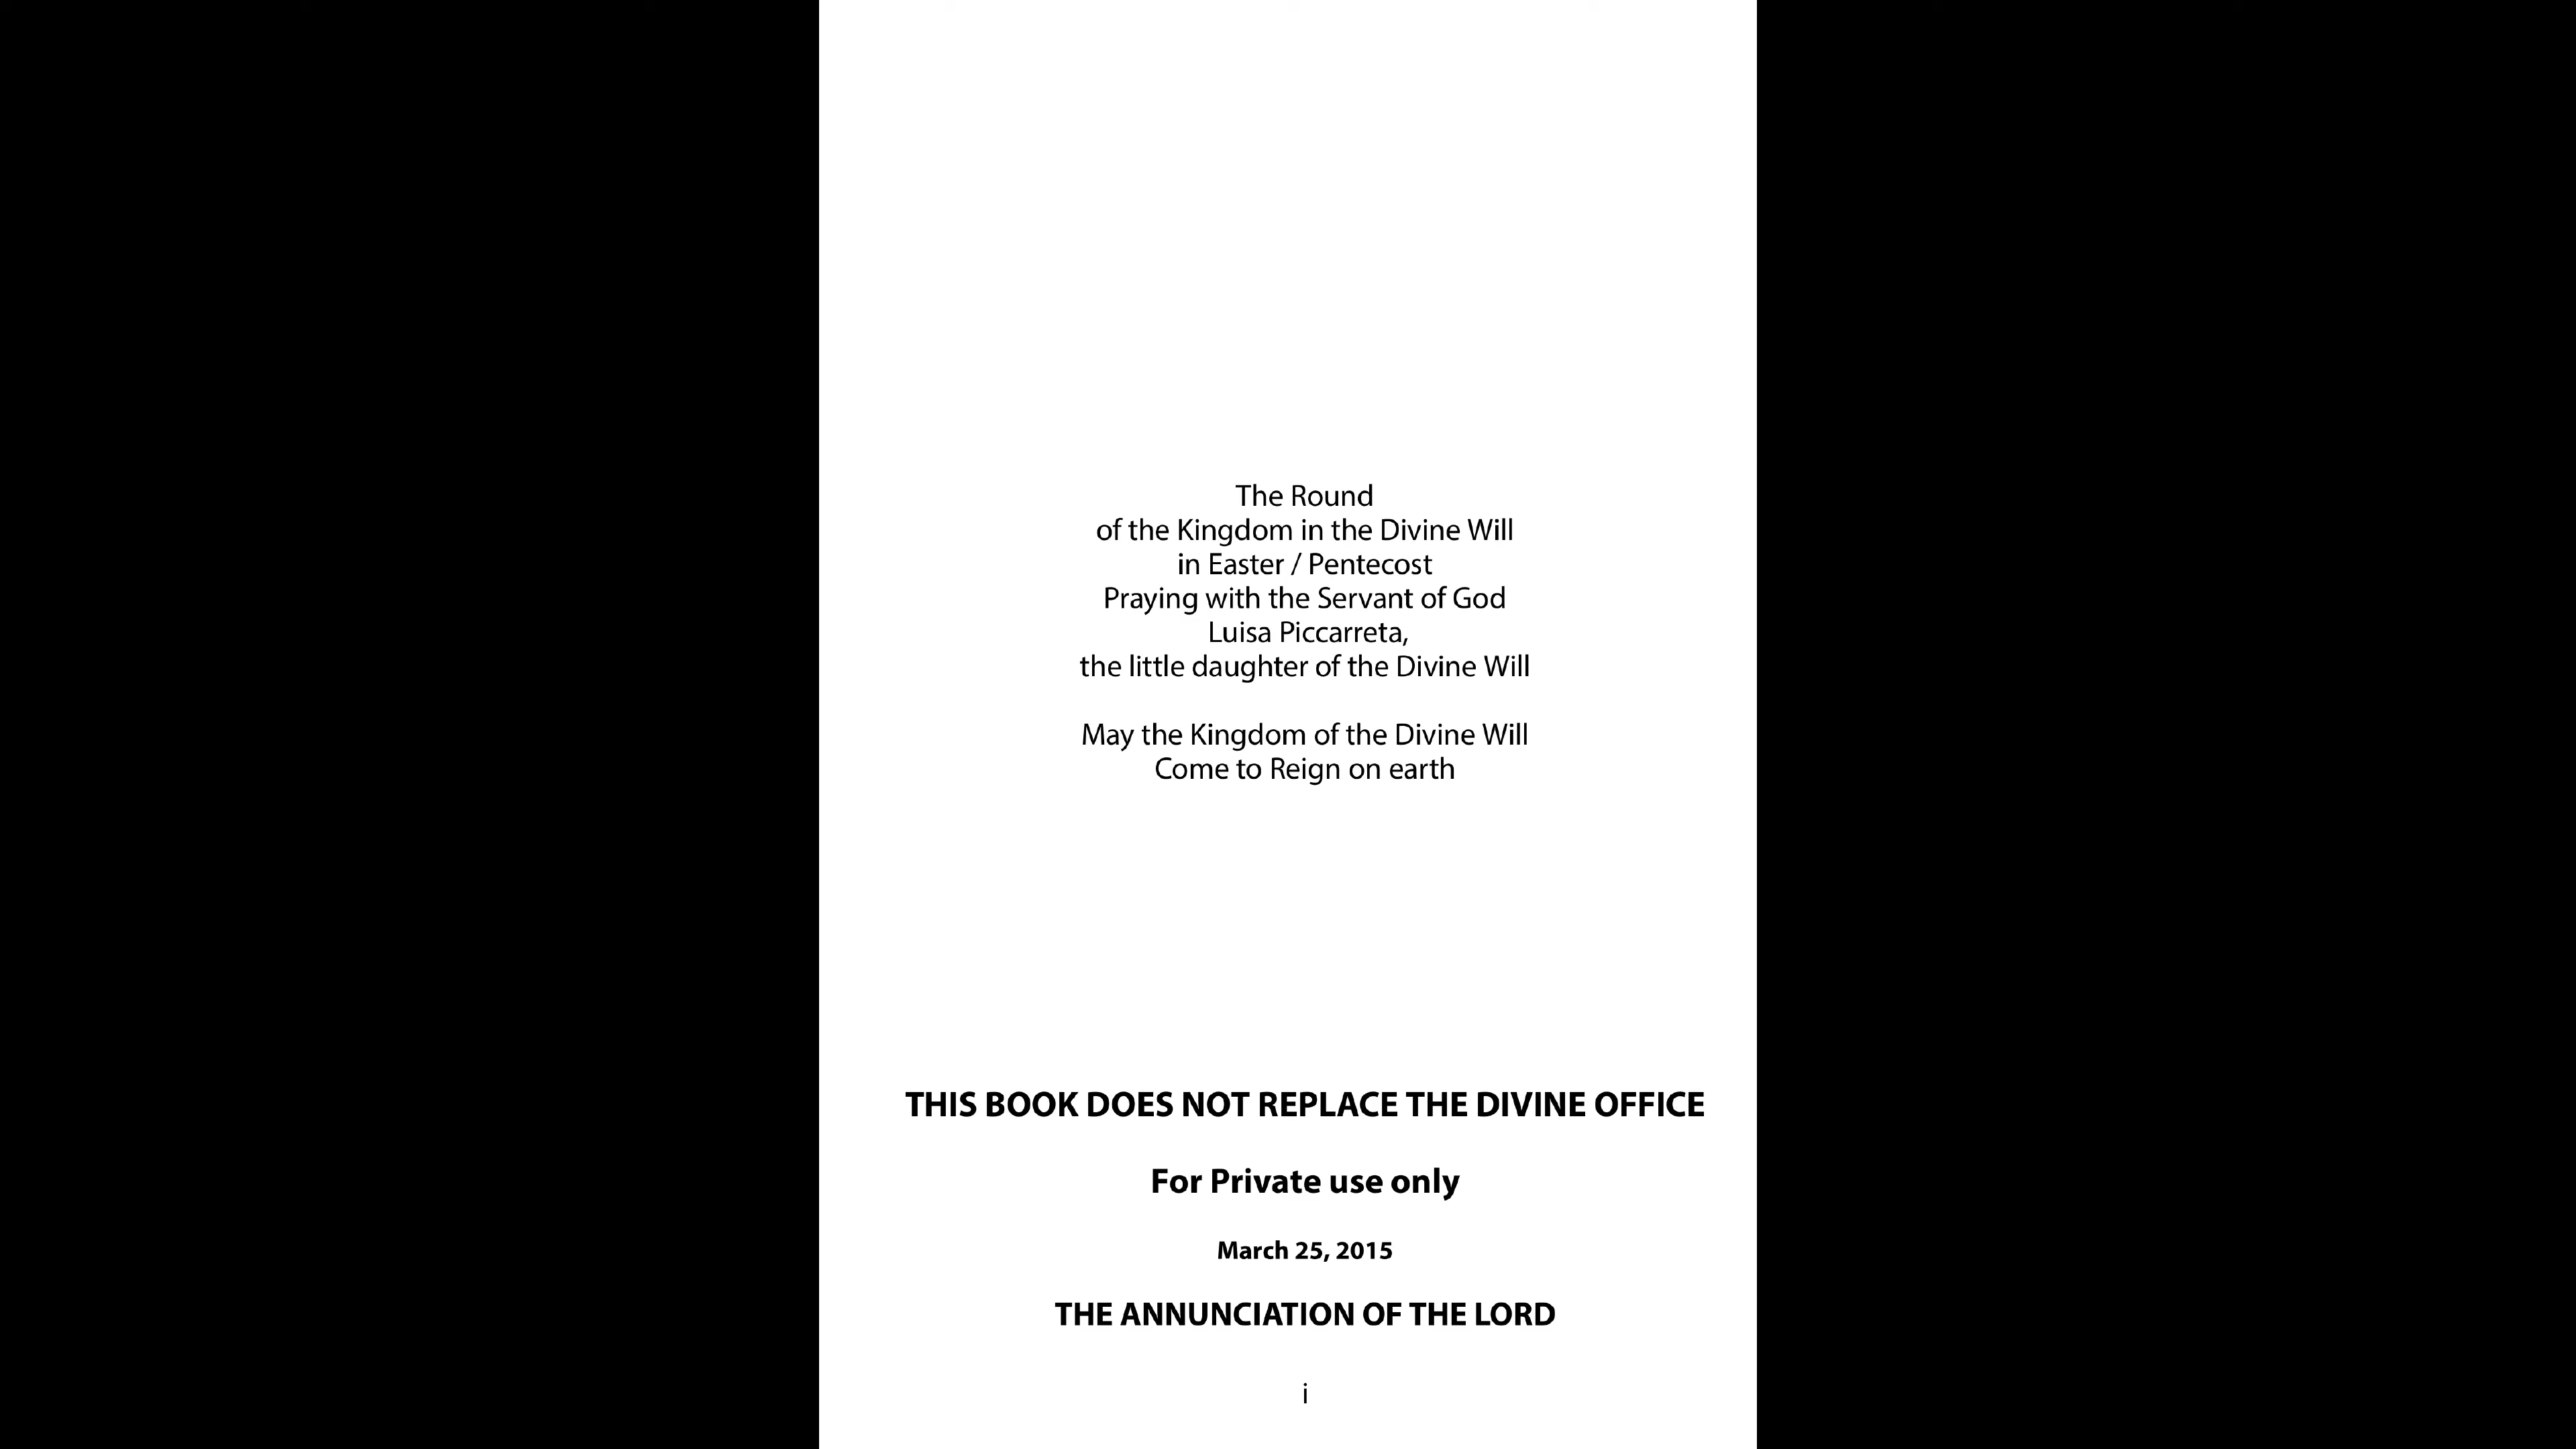 The Round
of the Kingdom in the Divine Will
in Easter / Pentecost
Praying with the Servant of God
Luisa Piccarreta,
the little daughter of the Divine Will
May the Kingdom of the Divine Will
Come to Reign on earth
THIS BOOK DOES NOT REPLACE THE DIVINE OFFICE
For Private use only
March 25, 2015
THE ANNUNCIATION OF THE LORD
i